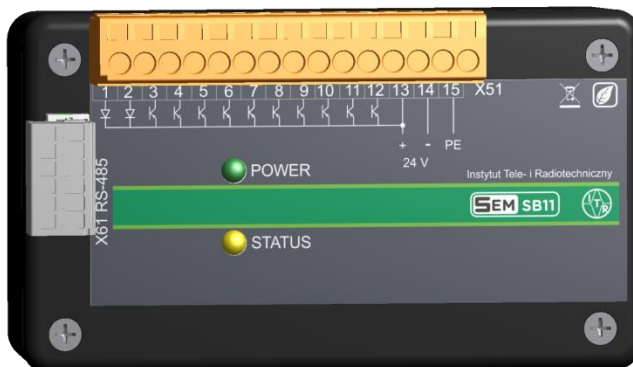 1 2 3 4 5 6 7 8 9 10 11 12 13 14 15 X51
+ - PE
24 V
X61 RS-485
POWER
Instytut Tele- i Radiotechniczny
SEM SB11
ITR
STATUS